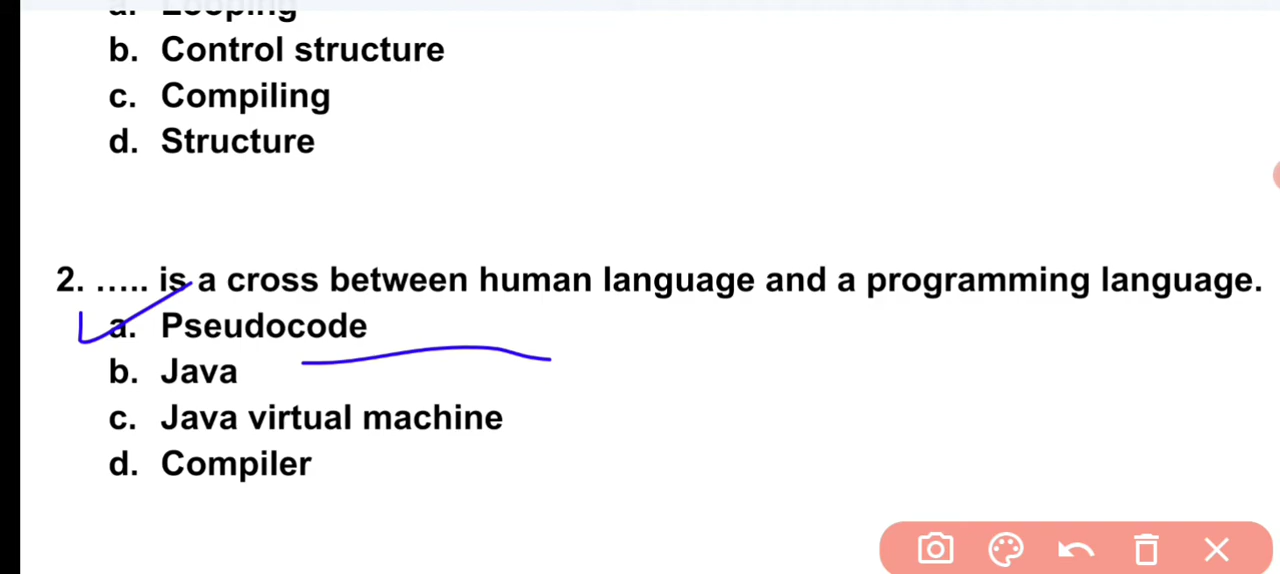 a. Looping
b. Control structure
c. Compiling
d. Structure
2. ..... is a cross between human language and a programming language.
a. Pseudocode
b. Java
c. Java virtual machine
d. Compiler